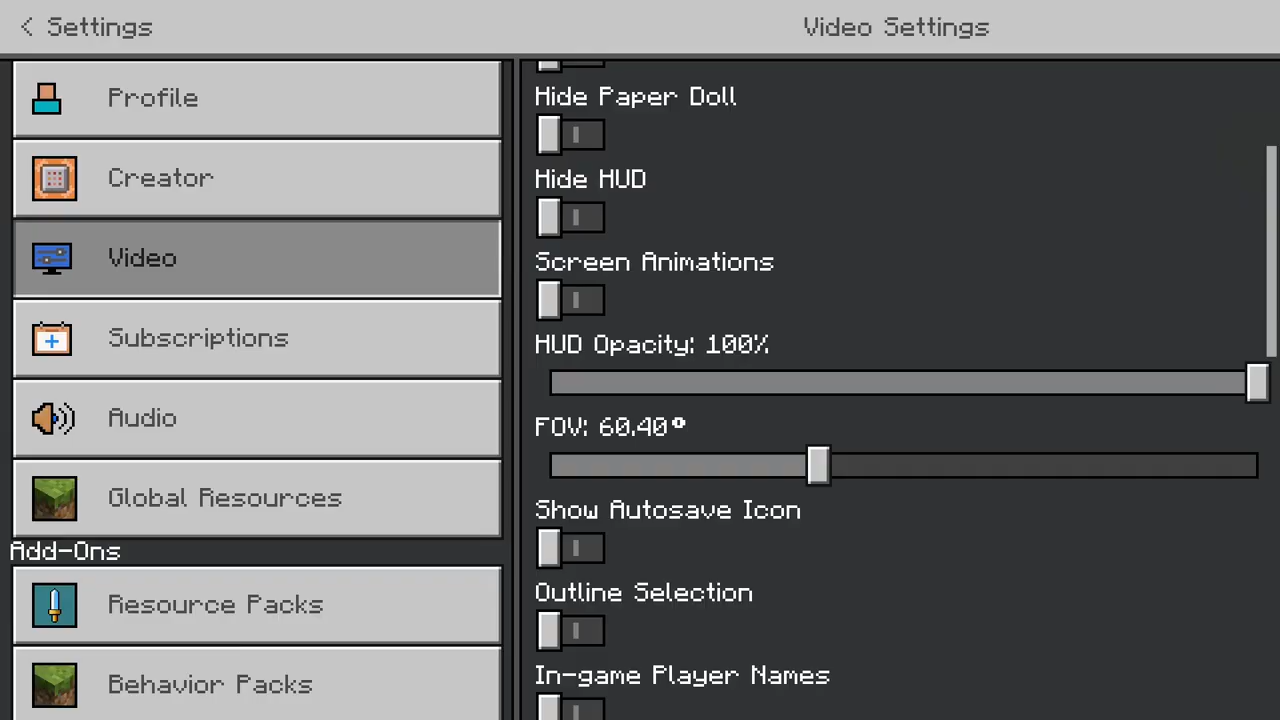 Settings
Video Settings
Profile
Creator
Video
Subscriptions
Audio
Global Resources
Add-Ons
Resource Packs
Behavior Packs
Hide Paper Doll
Hide HUD
Screen Animations
HUD Opacity: 100%
FOV: 60.40°
Show Autosave Icon
Outline Selection
In-game Player Names